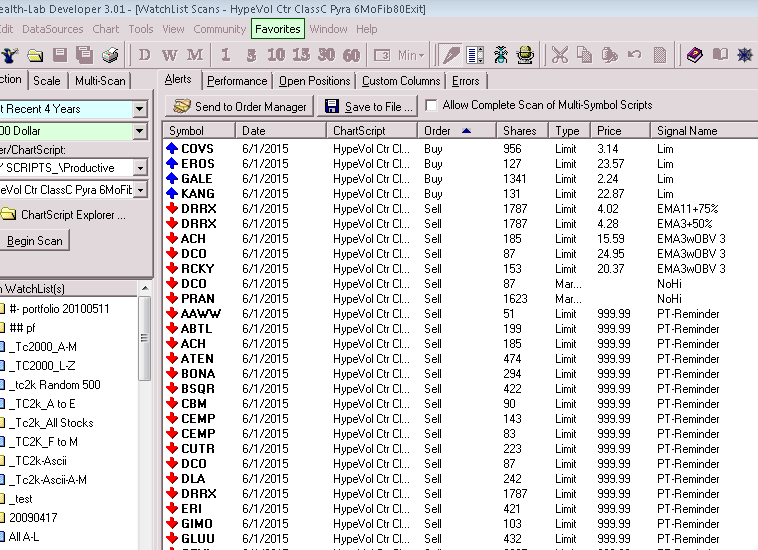 ealth-Lab Developer 3.01 - [WatchList Scans - HypeVol Ctr ClassC Pyra 6MoFib80Exit]
Edit DataSources Chart Tools View Community Favorites Window Help
D W M 1 3 10 15 30 60 Min
ction Scale Multi-Scan
t Recent 4 Years
00 Dollar
er/ChartScript:
Y SCRIPTS_\Productive
eVol Ctr ClassC Pyra 6MoFib
ChartScript Explorer ...
Begin Scan
n WatchList(s)
#- portfolio 20100511
## pf
_Tc2000_A-M
_TC2000_L-Z
_tc2k Random 500
_TC2k_A to E
_Tc2k_All Stocks
_TC2K_F to M
_Tc2k-Ascii
_Tc2k-Ascii-A-M
_test
20090417
All A-L
Alerts Performance Open Positions Custom Columns Errors
Send to Order Manager Save to File ... Allow Complete Scan of Multi-Symbol Scripts
Symbol Date ChartScript Order Shares Type Price Signal Name
COVS 6/1/2015 HypeVol Ctr Cl... Buy 956 Limit 3.14 Lim
EROS 6/1/2015 HypeVol Ctr Cl... Buy 127 Limit 23.57 Lim
GALE 6/1/2015 HypeVol Ctr Cl... Buy 1341 Limit 2.24 Lim
KANG 6/1/2015 HypeVol Ctr Cl... Buy 131 Limit 22.87 Lim
DRRX 6/1/2015 HypeVol Ctr Cl... Sell 1787 Limit 4.02 EMA11+75%
DRRX 6/1/2015 HypeVol Ctr Cl... Sell 1787 Limit 4.28 EMA3+50%
ACH 6/1/2015 HypeVol Ctr Cl... Sell 185 Limit 15.59 EMA3wOBV 3
DCO 6/1/2015 HypeVol Ctr Cl... Sell 87 Limit 24.95 EMA3wOBV 3
RCKY 6/1/2015 HypeVol Ctr Cl... Sell 153 Limit 20.37 EMA3wOBV 3
DCO 6/1/2015 HypeVol Ctr Cl... Sell 87 Mar... NoHi
PRAN 6/1/2015 HypeVol Ctr Cl... Sell 1623 Mar... NoHi
AAWW 6/1/2015 HypeVol Ctr Cl... Sell 51 Limit 999.99 PT-Reminder
ABTL 6/1/2015 HypeVol Ctr Cl... Sell 199 Limit 999.99 PT-Reminder
ACH 6/1/2015 HypeVol Ctr Cl... Sell 185 Limit 999.99 PT-Reminder
ATEN 6/1/2015 HypeVol Ctr Cl... Sell 474 Limit 999.99 PT-Reminder
BONA 6/1/2015 HypeVol Ctr Cl... Sell 294 Limit 999.99 PT-Reminder
BSQR 6/1/2015 HypeVol Ctr Cl... Sell 422 Limit 999.99 PT-Reminder
CBM 6/1/2015 HypeVol Ctr Cl... Sell 90 Limit 999.99 PT-Reminder
CEMP 6/1/2015 HypeVol Ctr Cl... Sell 143 Limit 999.99 PT-Reminder
CEMP 6/1/2015 HypeVol Ctr Cl... Sell 83 Limit 999.99 PT-Reminder
CUTR 6/1/2015 HypeVol Ctr Cl... Sell 223 Limit 999.99 PT-Reminder
DCO 6/1/2015 HypeVol Ctr Cl... Sell 87 Limit 999.99 PT-Reminder
DLA 6/1/2015 HypeVol Ctr Cl... Sell 242 Limit 999.99 PT-Reminder
DRRX 6/1/2015 HypeVol Ctr Cl... Sell 1787 Limit 999.99 PT-Reminder
ERI 6/1/2015 HypeVol Ctr Cl... Sell 421 Limit 999.99 PT-Reminder
GIMO 6/1/2015 HypeVol Ctr Cl... Sell 103 Limit 999.99 PT-Reminder
GLUU 6/1/2015 HypeVol Ctr Cl... Sell 432 Limit 999.99 PT-Reminder